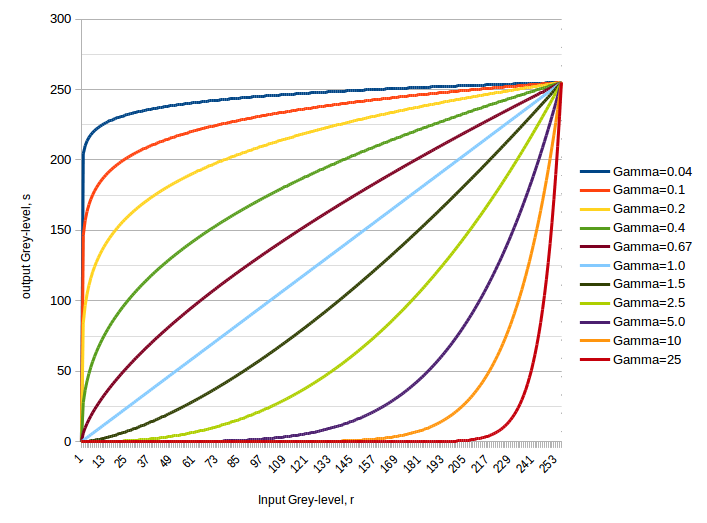 300
250
200
150
100
50
0
output Grey-level, s
1 13 25 37 49 61 73 85 97 109 121 133 145 157 169 181 193 205 217 229 241 253
Input Grey-level, r
Gamma=0.04
Gamma=0.1
Gamma=0.2
Gamma=0.4
Gamma=0.67
Gamma=1.0
Gamma=1.5
Gamma=2.5
Gamma=5.0
Gamma=10
Gamma=25